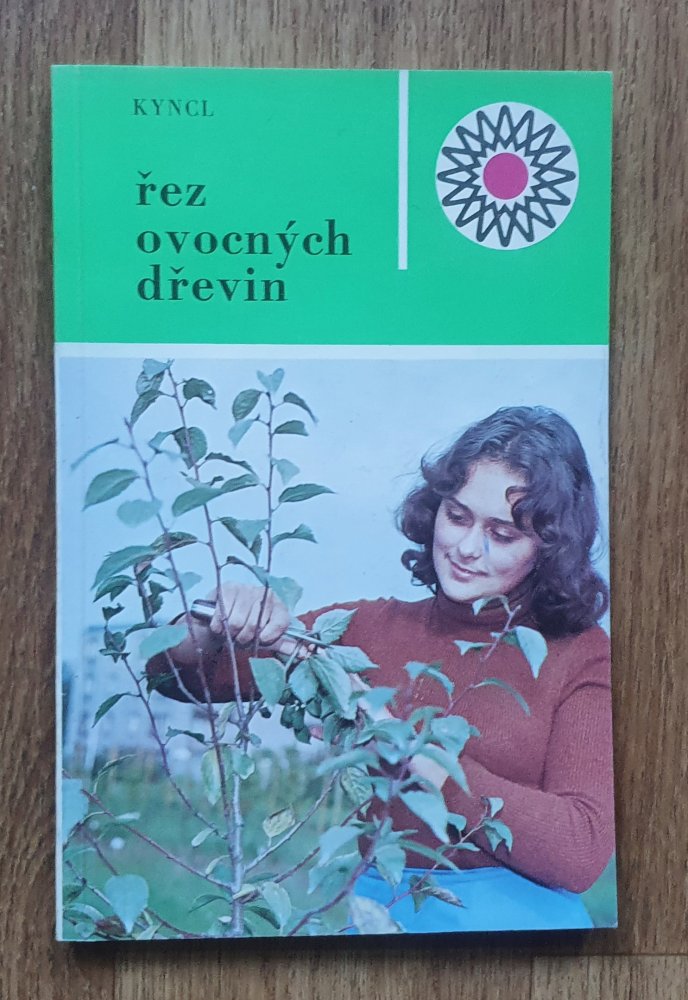 KYNCL
řez
ovocných
dřevin